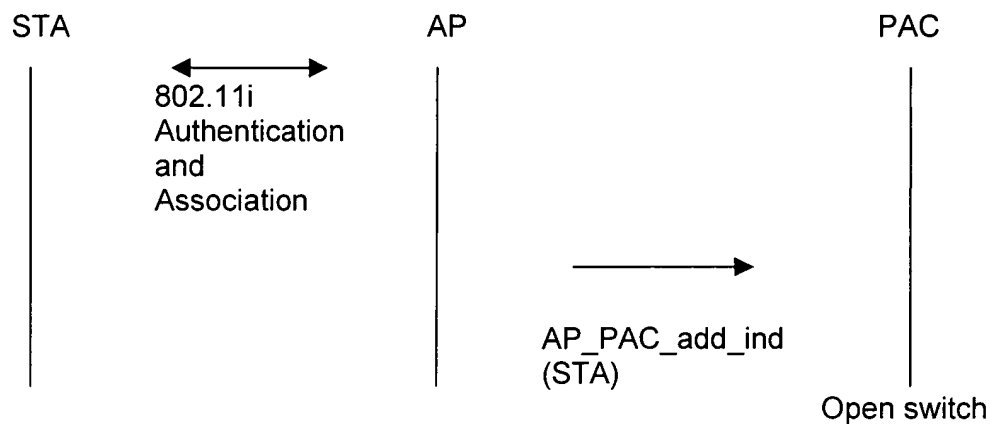 STA
AP
PAC
802.11i
Authentication
and
Association
AP_PAC_add_ind
(STA)
Open switch